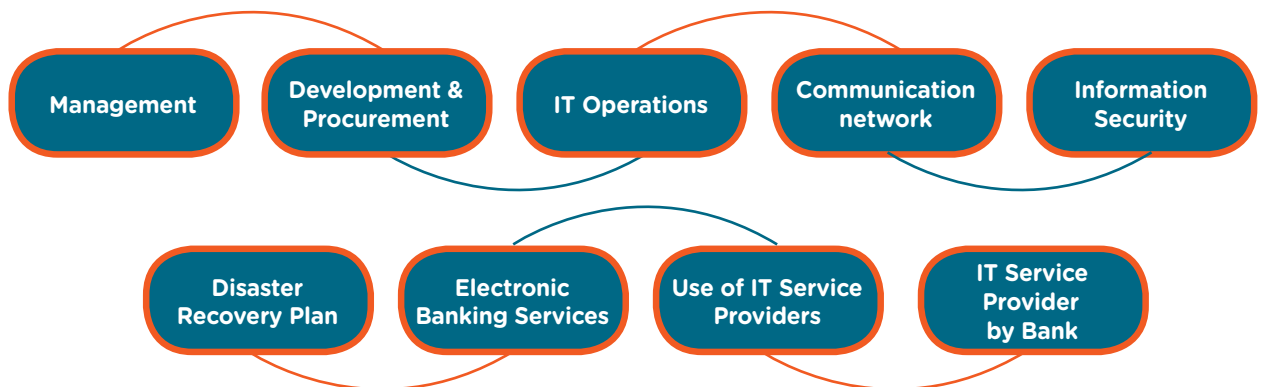 Management
Development &
Procurement
IT Operations
Communication
network
Information
Security
Disaster
Recovery Plan
Electronic
Banking Services
Use of IT Service
Providers
IT Service
Provider
by Bank